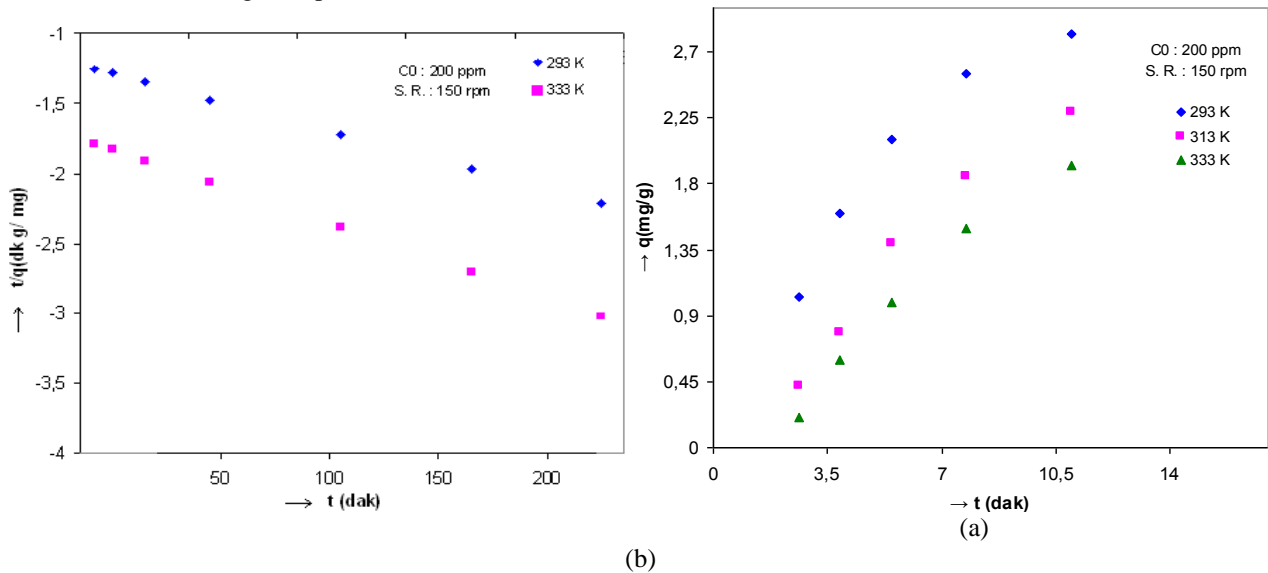 -1
-1,5
-2
-2,5
-3
-3,5
-4
→ t/q(dk g/ mg)
C0 : 200 ppm
S. R. : 150 rpm
293 K
333 K
50
100
150
200
→ t (dak)
2,7
2,25
1,8
1,35
0,9
0,45
0
→ q(mg/g)
C0 : 200 ppm
S. R. : 150 rpm
293 K
313 K
333 K
0
3,5
7
10,5
14
→ t (dak)
(a)
(b)